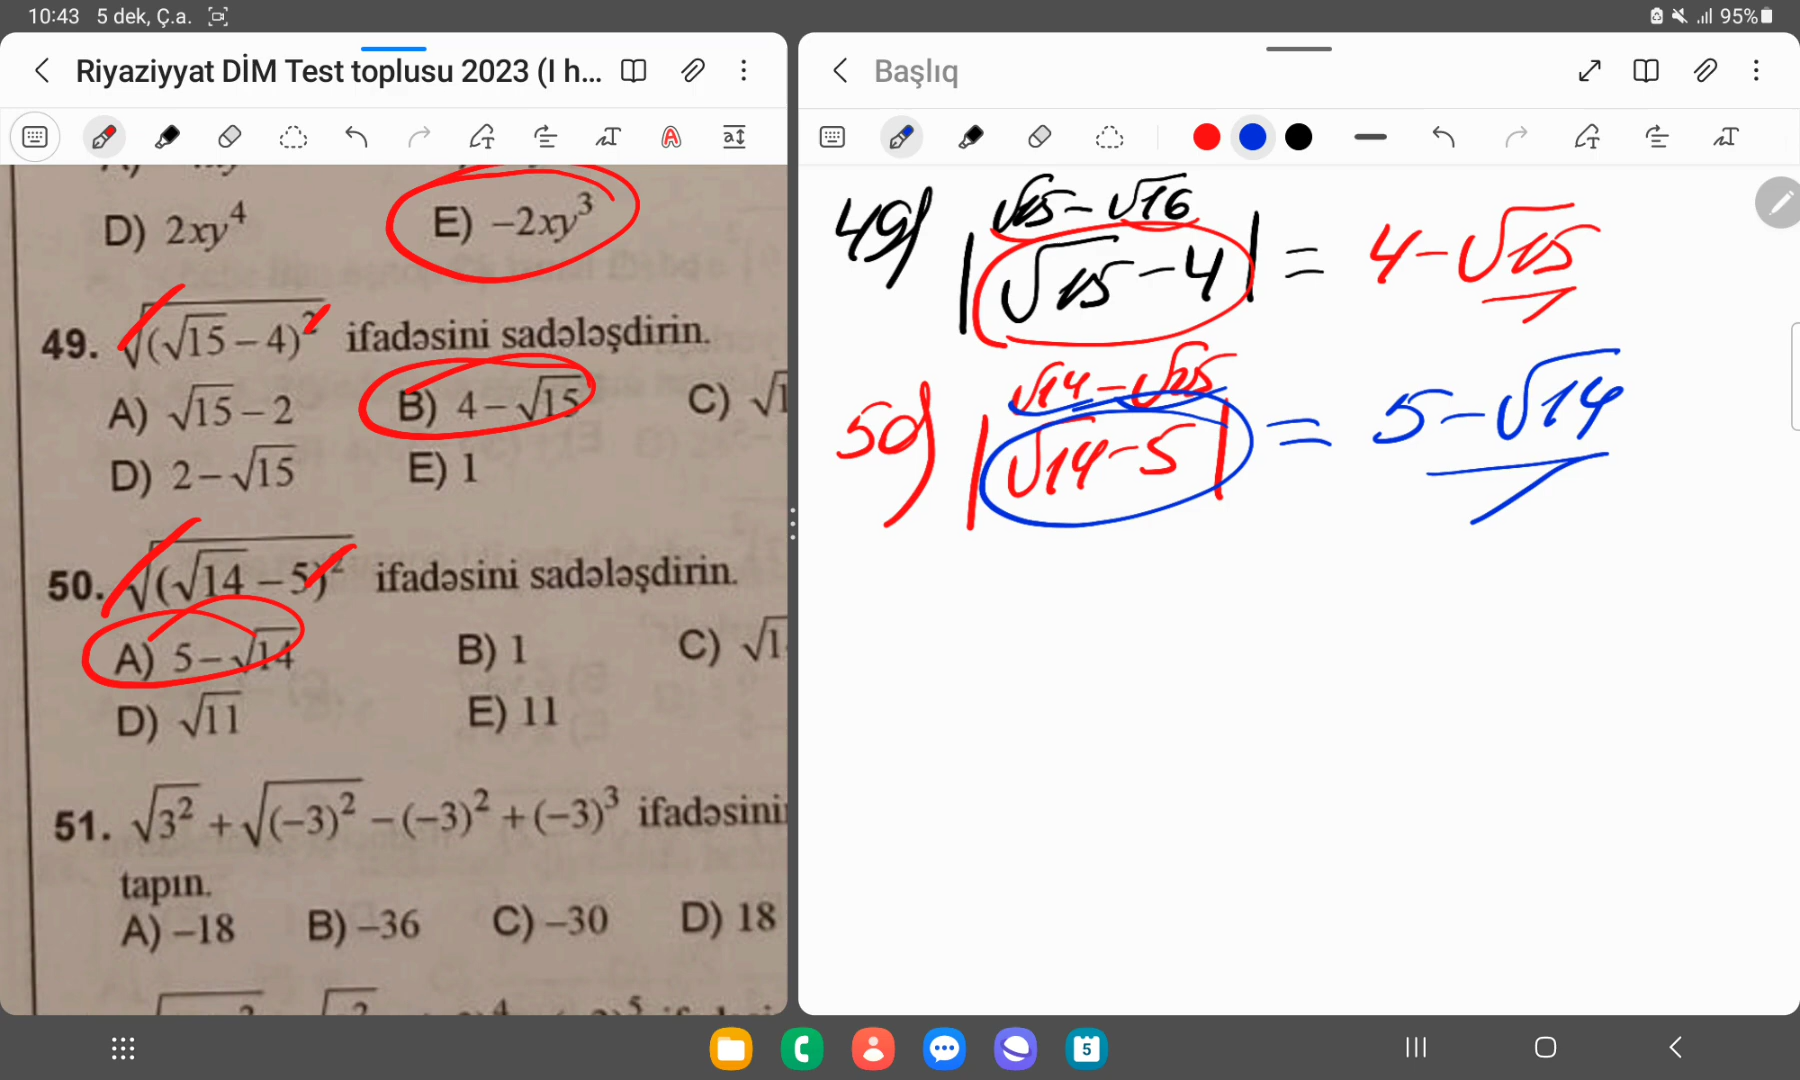 10:43 5 dek, Ç.a. 95%
Riyaziyyat DİM Test toplusu 2023 (I h...
D) 2xy⁴ E) −2xy³
49. √((√15 − 4)²) ifadəsini sadələşdirin.
A) √15 − 2 B) 4 − √15 C) √1
D) 2 − √15 E) 1
50. √((√14 − 5)²) ifadəsini sadələşdirin.
A) 5 − √14 B) 1 C) √1
D) √11 E) 11
51. √3² + √(−3)² − (−3)² + (−3)³ ifadəsini
tapın.
A) −18 B) −36 C) −30 D) 18
Başlıq
√15 − √16
49) |√15 − 4| = 4 − √15
√14 − √25
50) |√14 − 5| = 5 − √14
5